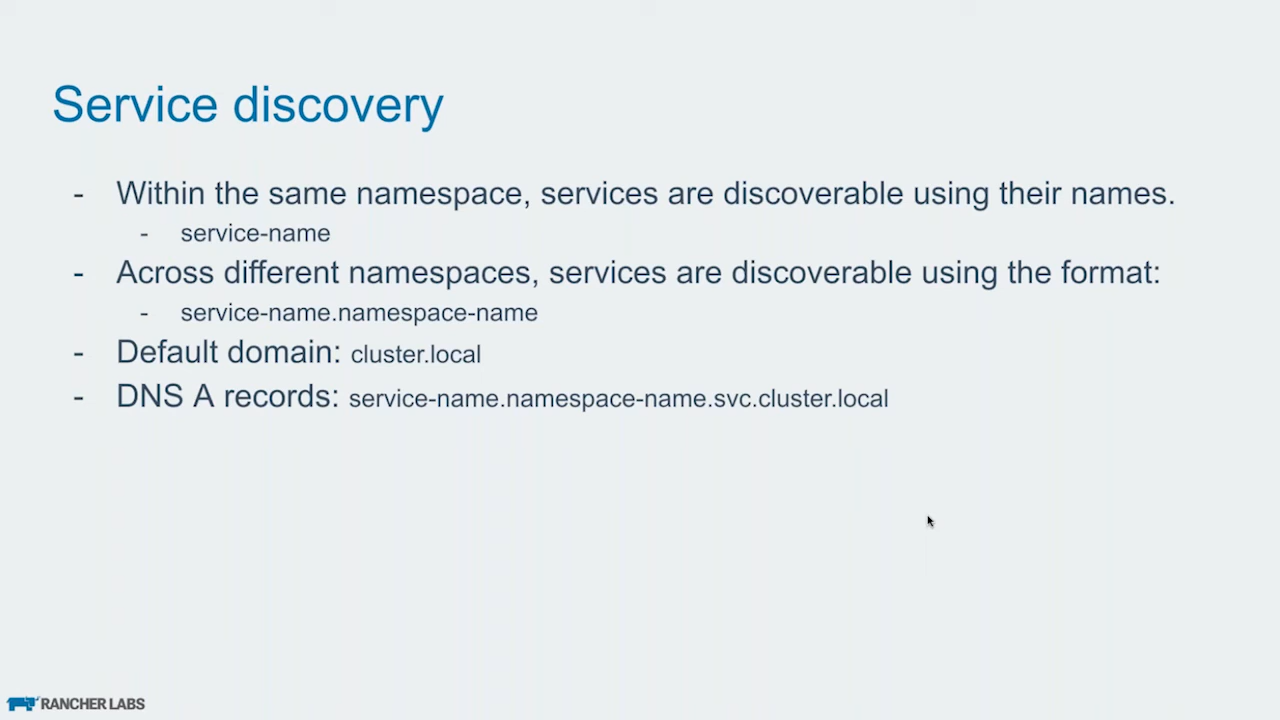 Service discovery
- Within the same namespace, services are discoverable using their names.
- service-name
- Across different namespaces, services are discoverable using the format:
- service-name.namespace-name
- Default domain: cluster.local
- DNS A records: service-name.namespace-name.svc.cluster.local
RANCHER LABS